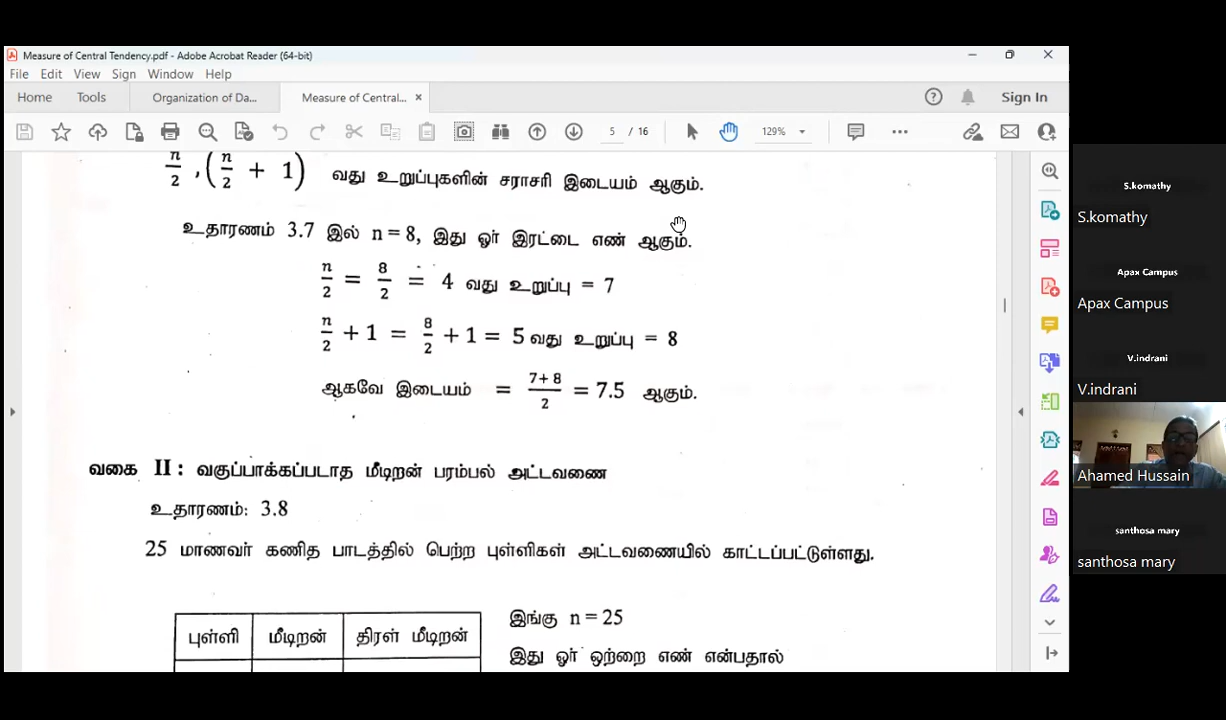 Measure of Central Tendency.pdf - Adobe Acrobat Reader (64-bit)
File Edit View Sign Window Help
Home Tools Organization of Da... Measure of Central... × Sign In
5 / 16 129%
n/2 , (n/2 + 1) வது உறுப்புகளின் சராசரி இடையம் ஆகும்.
உதாரணம் 3.7 இல் n = 8, இது ஓர் இரட்டை எண் ஆகும்.
n/2 = 8/2 = 4 வது உறுப்பு = 7
n/2 + 1 = 8/2 + 1 = 5 வது உறுப்பு = 8
ஆகவே இடையம் = 7+8/2 = 7.5 ஆகும்.
வகை II : வகுப்பாக்கப்படாத மீடிறன் பரம்பல் அட்டவணை
உதாரணம்: 3.8
25 மாணவர் கணித பாடத்தில் பெற்ற புள்ளிகள் அட்டவணையில் காட்டப்பட்டுள்ளது.
புள்ளி மீடிறன் திரள் மீடிறன்
இங்கு n = 25
இது ஓர் ஒற்றை எண் என்பதால்
S.komathy
S.komathy
Apax Campus
Apax Campus
V.indrani
V.indrani
Ahamed Hussain
santhosa mary
santhosa mary